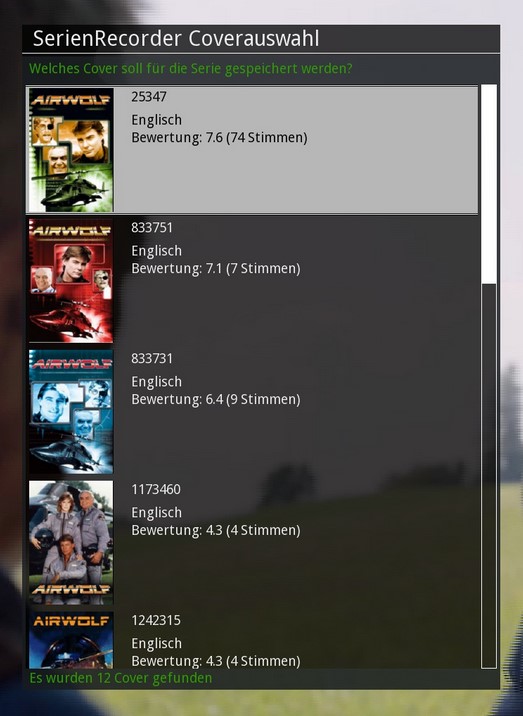 SerienRecorder Coverauswahl
Welches Cover soll für die Serie gespeichert werden?
AIRWOLF
25347
Englisch
Bewertung: 7.6 (74 Stimmen)
AIRWOLF
833751
Englisch
Bewertung: 7.1 (7 Stimmen)
AIRWOLF
833731
Englisch
Bewertung: 6.4 (9 Stimmen)
1173460
Englisch
Bewertung: 4.3 (4 Stimmen)
AIRWOLF
AIRWOLF
1242315
Englisch
Bewertung: 4.3 (4 Stimmen)
Es wurden 12 Cover gefunden